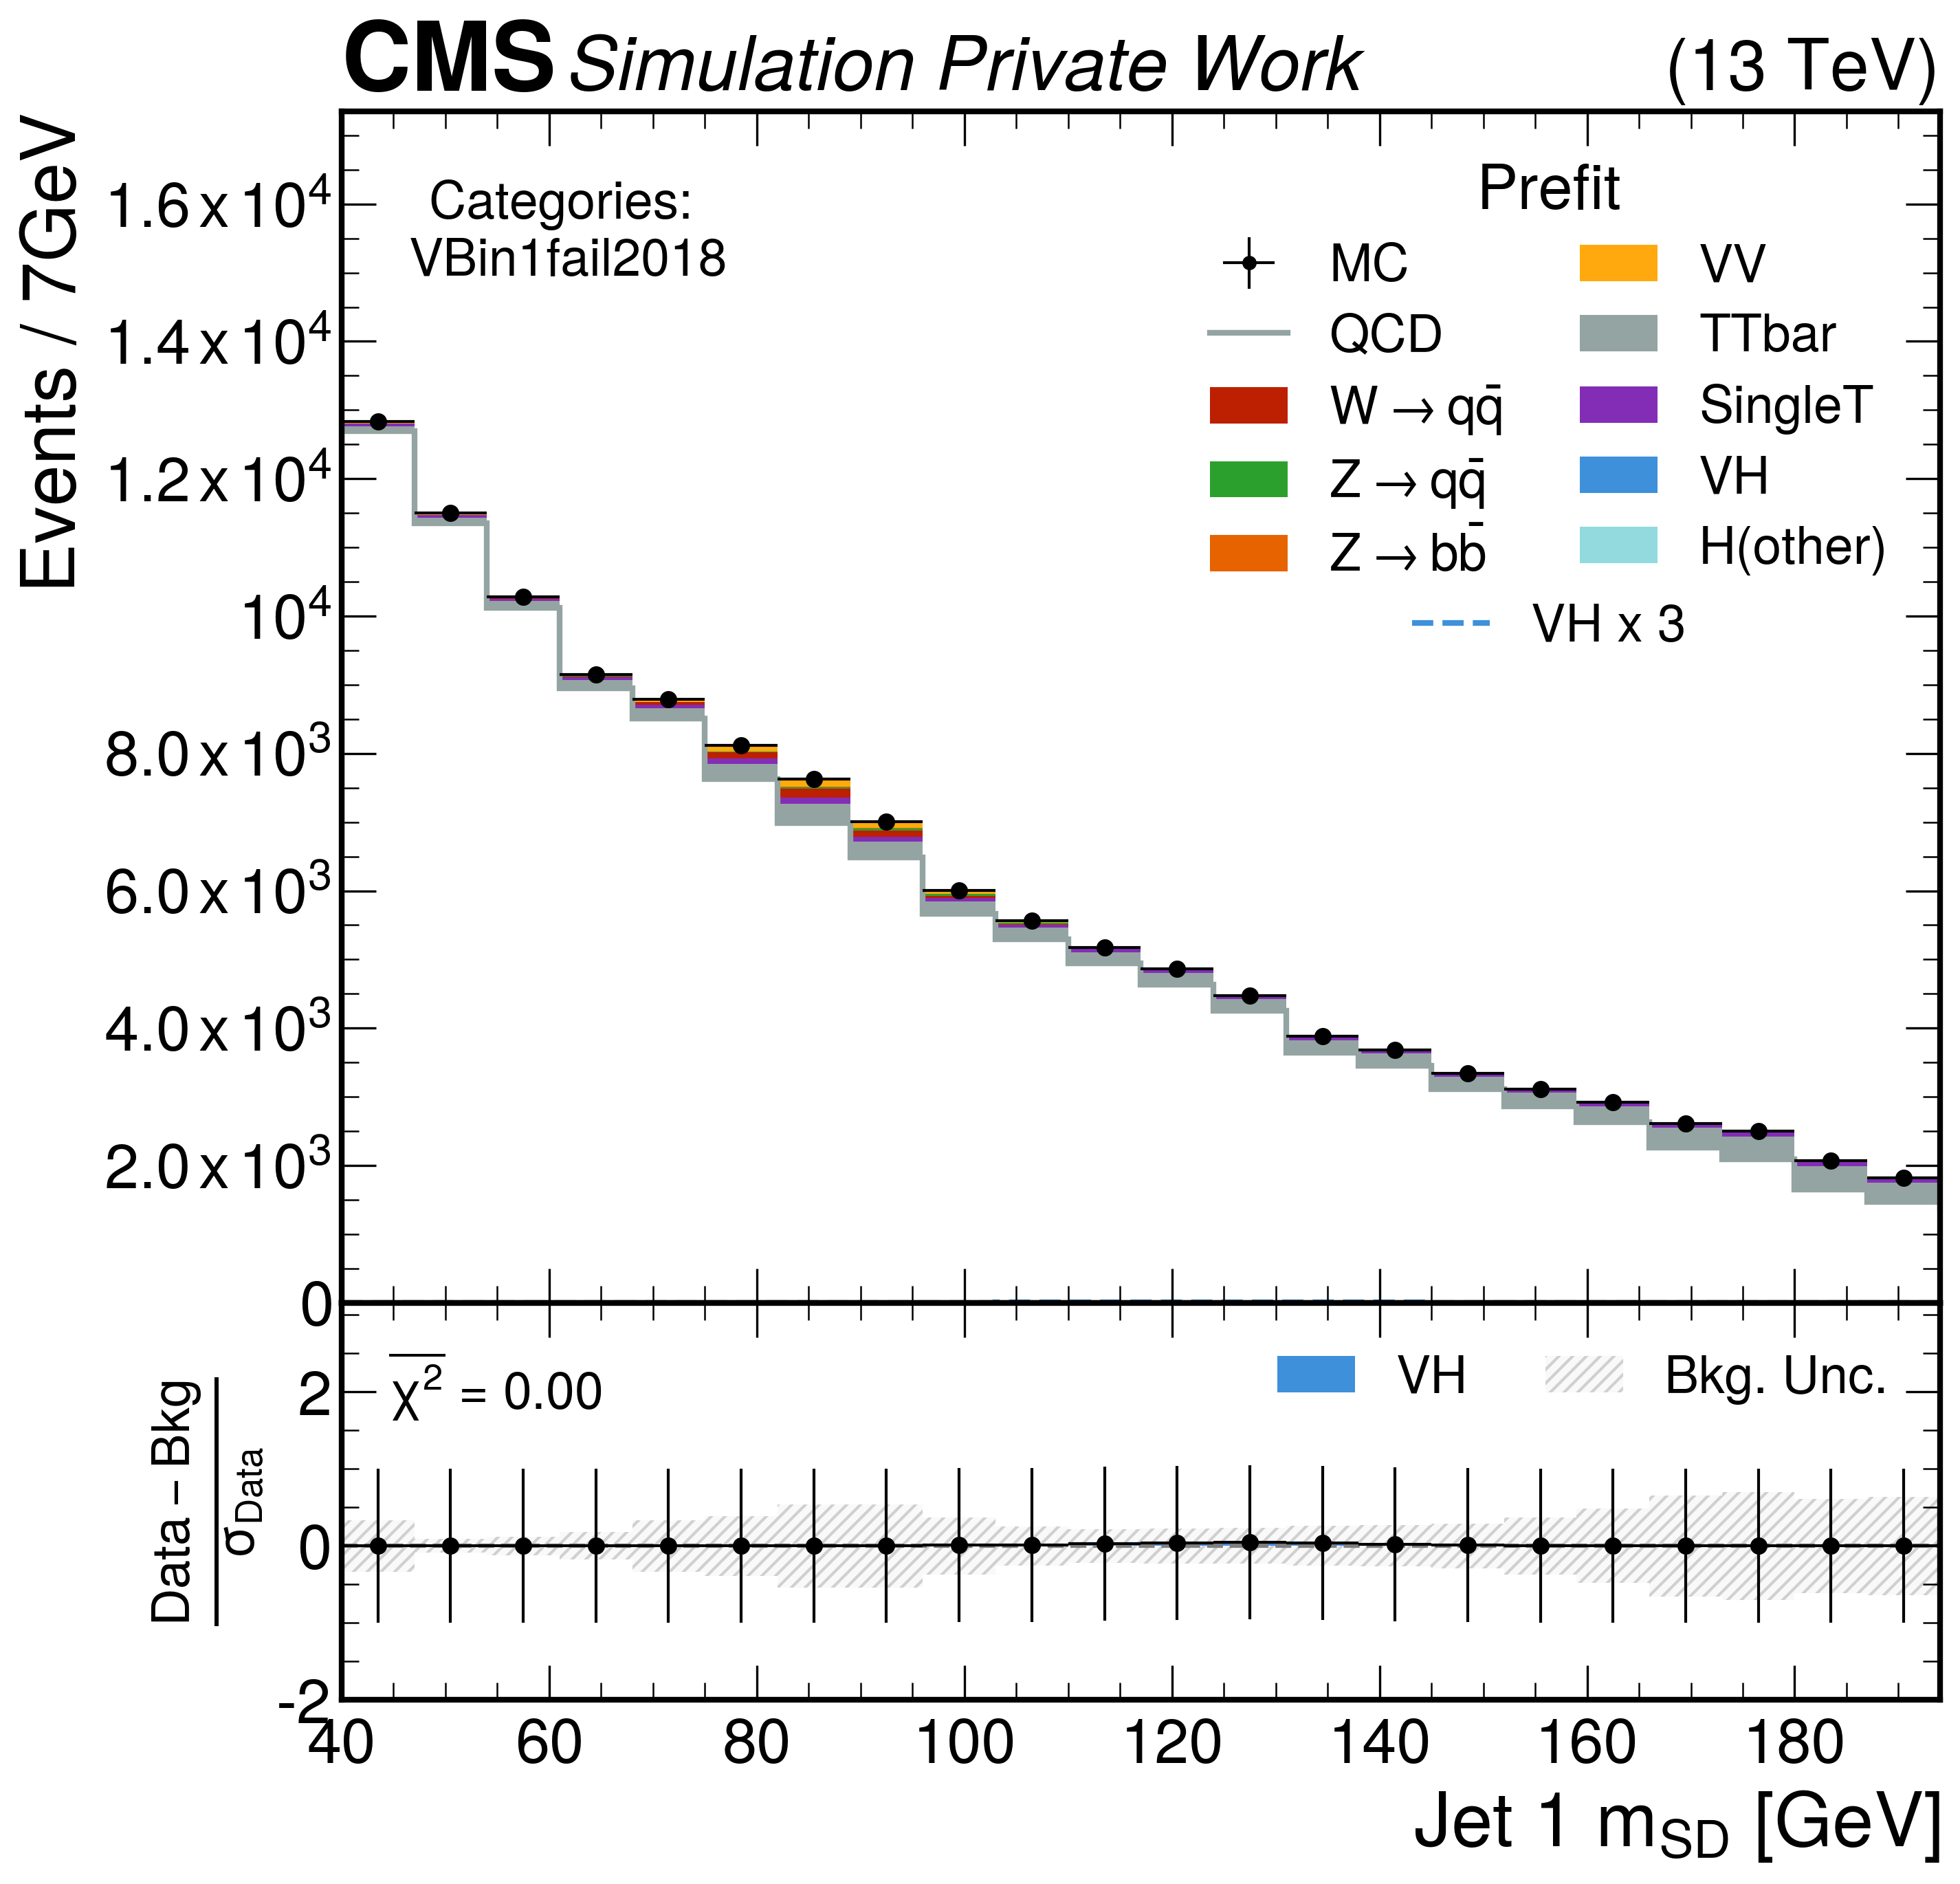 CMS Simulation Private Work (13 TeV)
Events / 7GeV
1.6 x 10⁴
1.4 x 10⁴
1.2 x 10⁴
10⁴
8.0 x 10³
6.0 x 10³
4.0 x 10³
2.0 x 10³
0
Categories:
VBin1fail2018
Prefit
MC
QCD
W → qq̄
Z → qq̄
Z → bb̄
VV
TTbar
SingleT
VH
H(other)
VH x 3
Data – Bkg
σ_Data
2
0
-2
χ̅²̅ = 0.00
VH
Bkg. Unc.
40 60 80 100 120 140 160 180
Jet 1 m_SD [GeV]